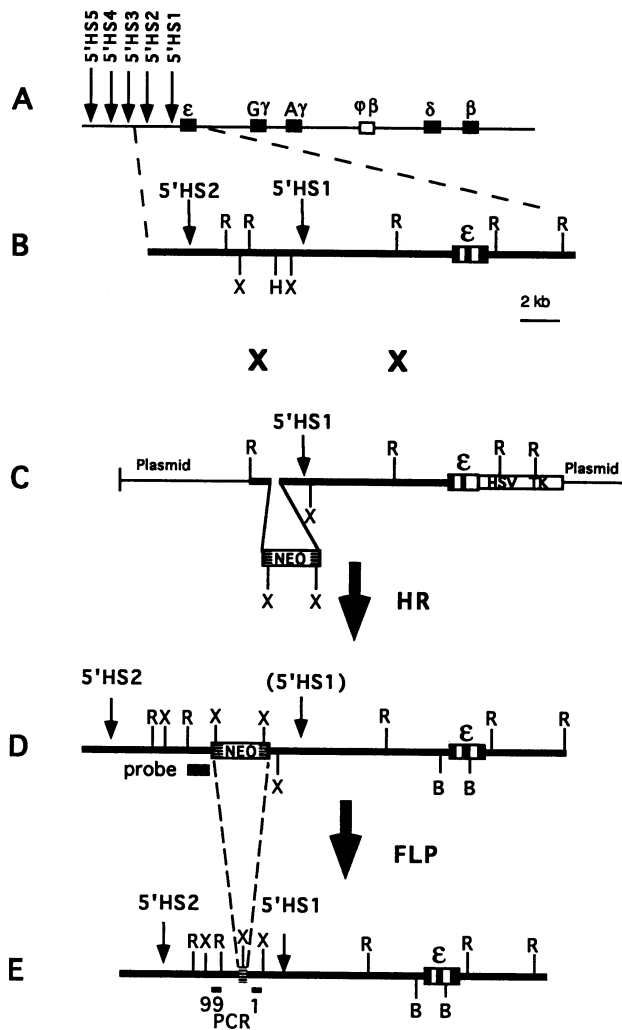 5'HS5 5'HS4 5'HS3 5'HS2 5'HS1
A
ε Gγ Aγ φβ δ β
5'HS2 5'HS1
B
R R R ε R R
X H X
2 kb
X X
5'HS1
C
Plasmid R R ε R R Plasmid
HSV TK
X
NEO
X X
HR
5'HS2 (5'HS1)
D
R X R X X R ε R R
NEO
probe
X B B
FLP
5'HS2 5'HS1
E
R X R X X R ε R R
99 1 B B
PCR